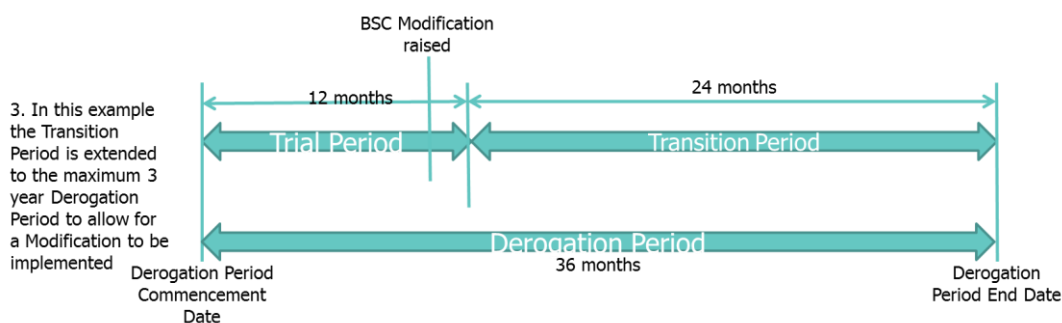 BSC Modification
raised
12 months
24 months
3. In this example
the Transition
Period is extended
to the maximum 3
year Derogation
Period to allow for
a Modification to be
implemented
Trial Period
Transition Period
Derogation Period
36 months
Derogation Period
Commencement
Date
Derogation
Period End Date